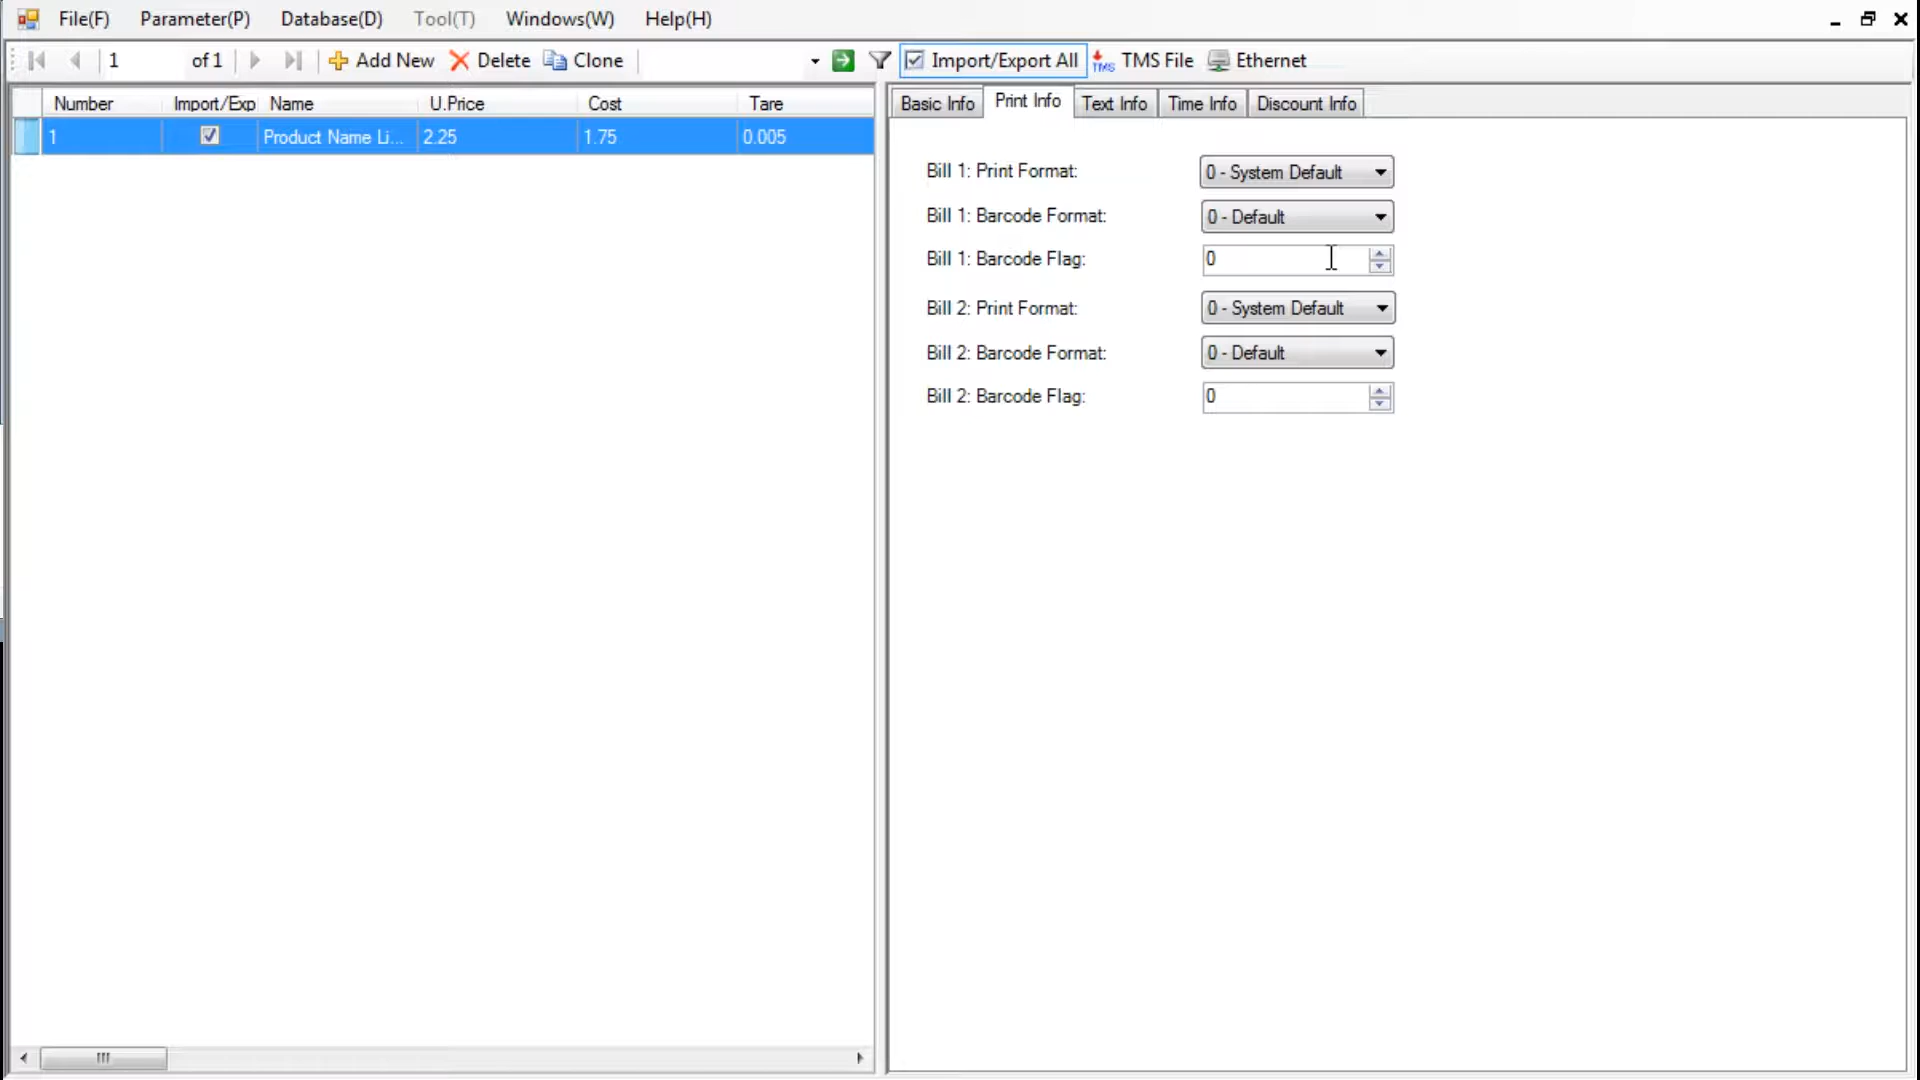 File(F) Parameter(P) Database(D) Tool(T) Windows(W) Help(H)
1 of 1 Add New Delete Clone Import/Export All TMS TMS File Ethernet
Number Import/Exp Name U.Price Cost Tare
1 Product Name Li... 2.25 1.75 0.005
Basic Info Print Info Text Info Time Info Discount Info
Bill 1: Print Format: 0 - System Default
Bill 1: Barcode Format: 0 - Default
Bill 1: Barcode Flag: 0
Bill 2: Print Format: 0 - System Default
Bill 2: Barcode Format: 0 - Default
Bill 2: Barcode Flag: 0